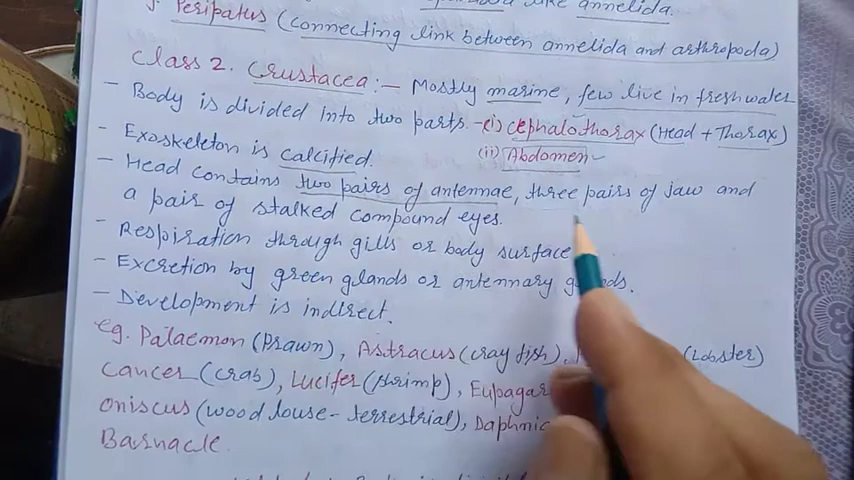 Peripatus (connecting link between annelida and arthropoda)
annelida.
Class 2. Crustacea :- Mostly marine, few live in freshwater
- Body is divided into two parts - (i) cephalothorax (Head + Thorax)
(ii) Abdomen
- Exoskeleton is calcified.
- Head contains two pairs of antennae, three pairs of jaw and
a pair of stalked compound eyes.
- Respiration through gills or body surface
- Excretion by green glands or antennary
- Development is indirect.
eg. Palaemon (Prawn), Astracus (cray fish), (Lobster)
Cancer (crab), Lucifer (shrimp),
Oniscus (wood louse - terrestrial),
Barnacle.